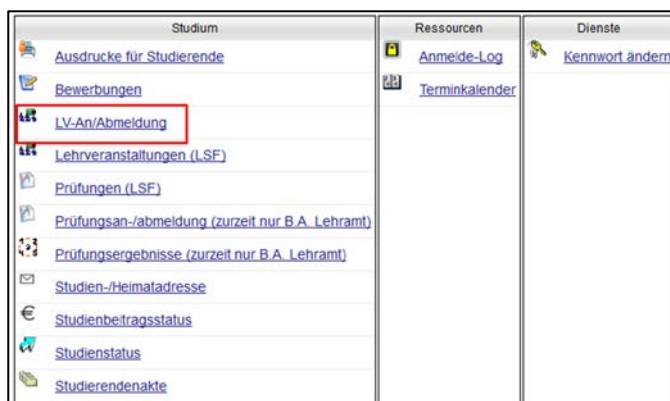 Studium
Ausdrucke für Studierende
Bewerbungen
LV-An/Abmeldung
Lehrveranstaltungen (LSF)
Prüfungen (LSF)
Prüfungsan-/abmeldung (zurzeit nur B.A. Lehramt)
Prüfungsergebnisse (zurzeit nur B.A. Lehramt)
Studien-/Heimatadresse
€ Studienbeitragsstatus
Studienstatus
Studierendenakte
Ressourcen
Anmelde-Log
Terminkalender
Dienste
Kennwort ändern